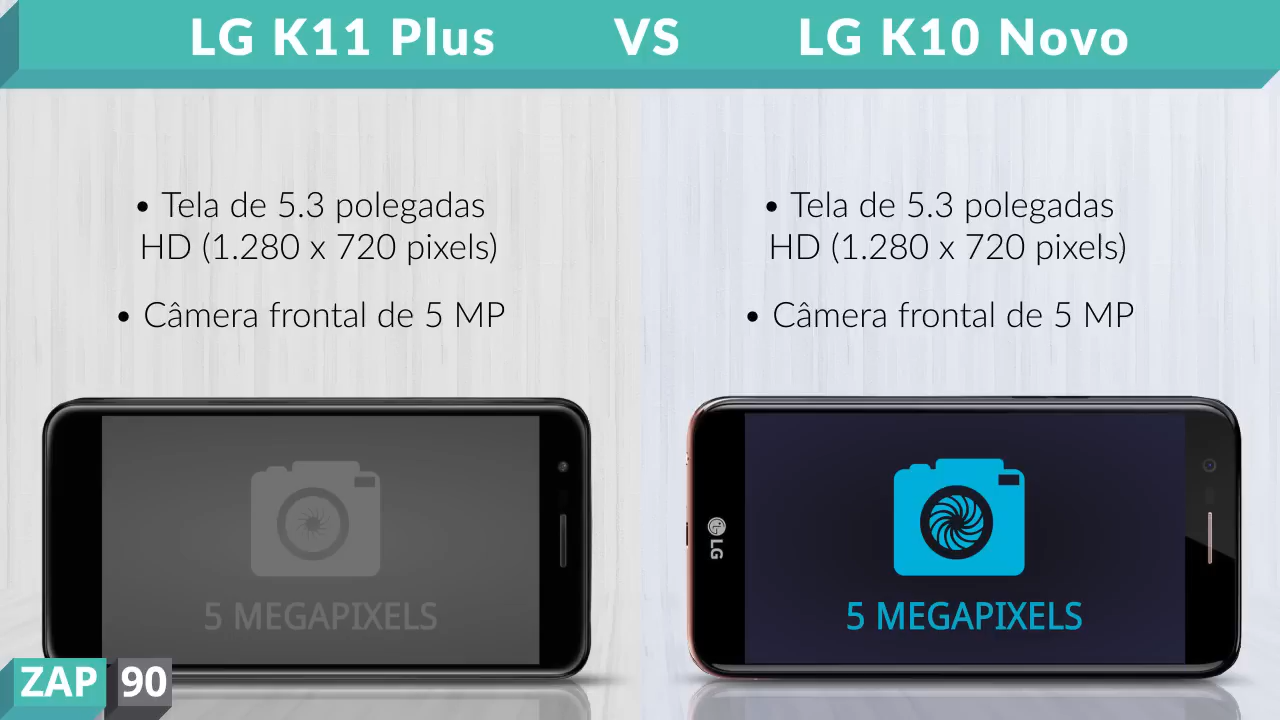 LG K11 Plus VS LG K10 Novo
• Tela de 5.3 polegadas
HD (1.280 x 720 pixels)
• Câmera frontal de 5 MP
5 MEGAPIXELS
• Tela de 5.3 polegadas
HD (1.280 x 720 pixels)
• Câmera frontal de 5 MP
LG
5 MEGAPIXELS
ZAP 90